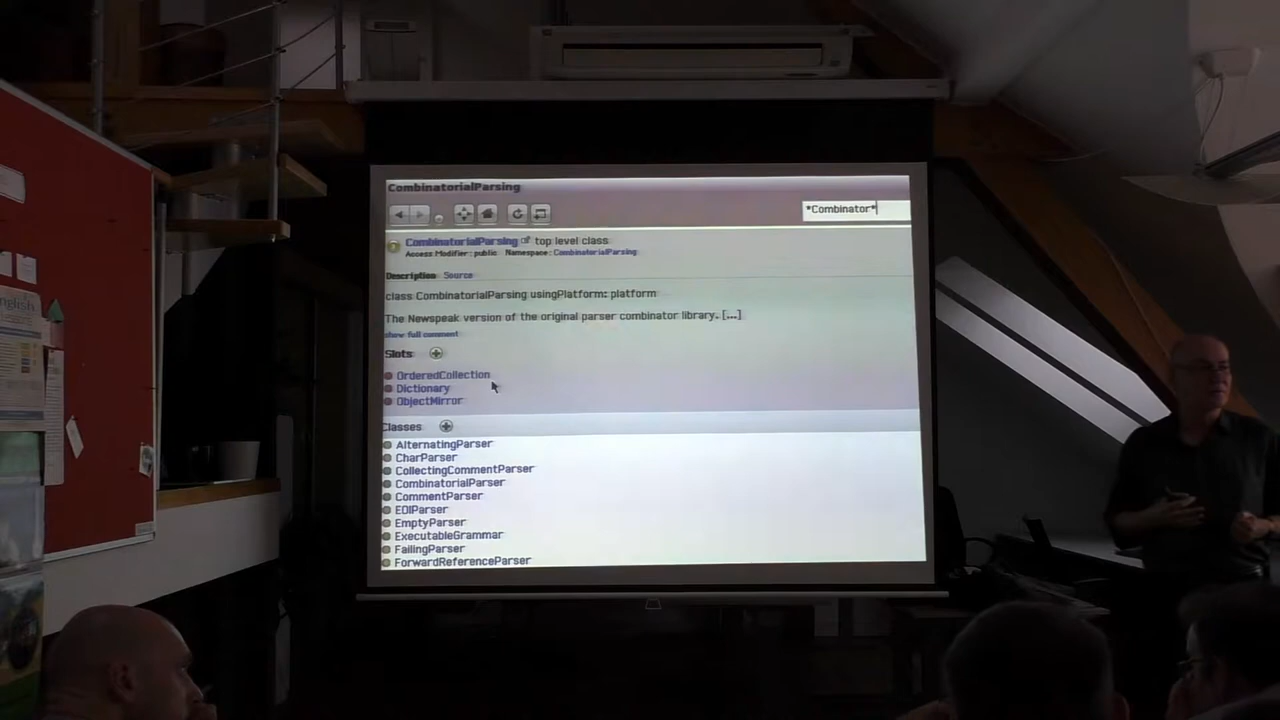 CombinatorialParsing
*Combinator*
CombinatorialParsing top level class
Access Modifier: public Namespace: CombinatorialParsing
Description Source
class CombinatorialParsing usingPlatform: platform
The Newspeak version of the original parser combinator library. [...]
show full comment
Slots
OrderedCollection
Dictionary
ObjectMirror
Classes
AlternatingParser
CharParser
CollectingCommentParser
CombinatorialParser
CommentParser
EOIParser
EmptyParser
ExecutableGrammar
FailingParser
ForwardReferenceParser